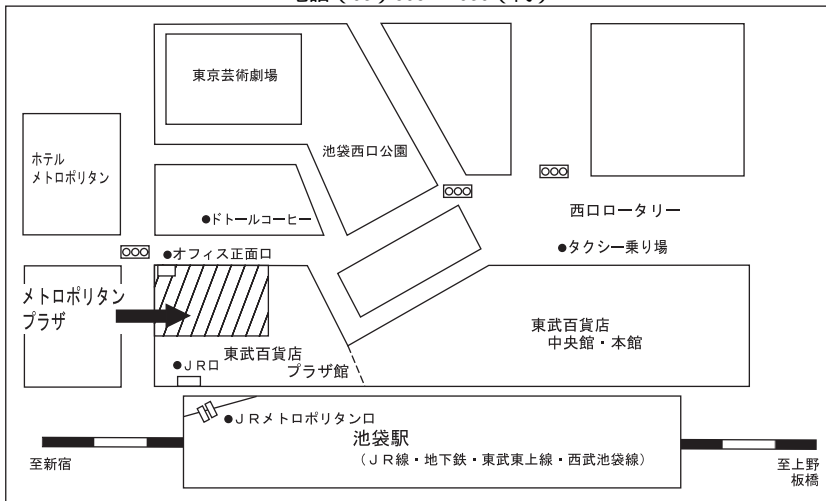 東京芸術劇場
池袋西口公園
ホテル
メトロポリタン
●ドトールコーヒー
西口ロータリー
●タクシー乗り場
●オフィス正面口
メトロポリタン
プラザ
東武百貨店
中央館・本館
東武百貨店
プラザ館
●JR口
●JRメトロポリタン口
池袋駅
(JR線・地下鉄・東武東上線・西武池袋線)
至新宿
至上野
板橋